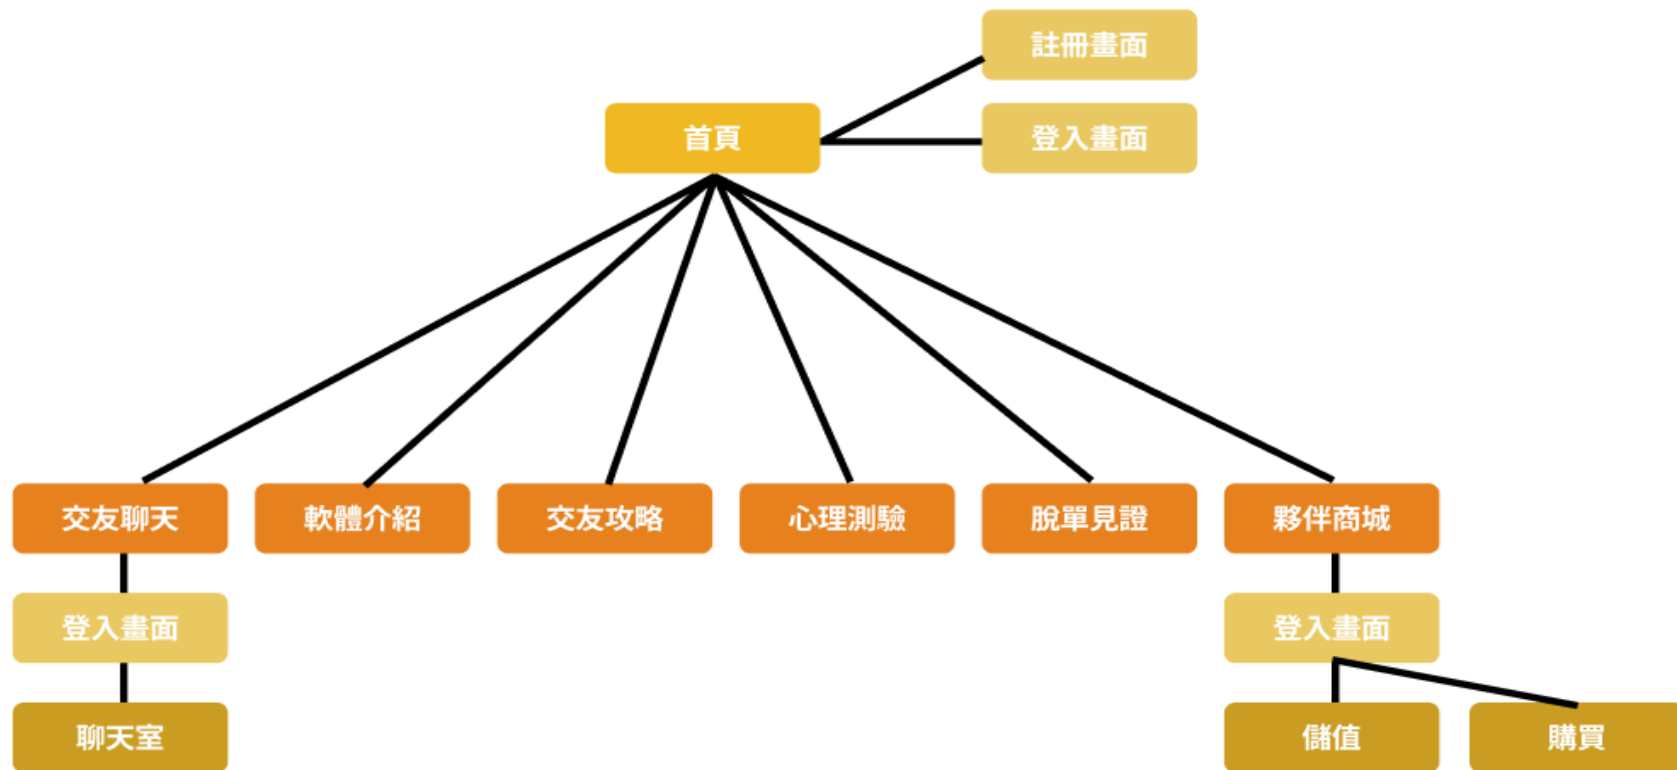 註冊畫面
首頁
登入畫面
交友聊天
軟體介紹
交友攻略
心理測驗
脫單見證
夥伴商城
登入畫面
登入畫面
聊天室
儲值
購買